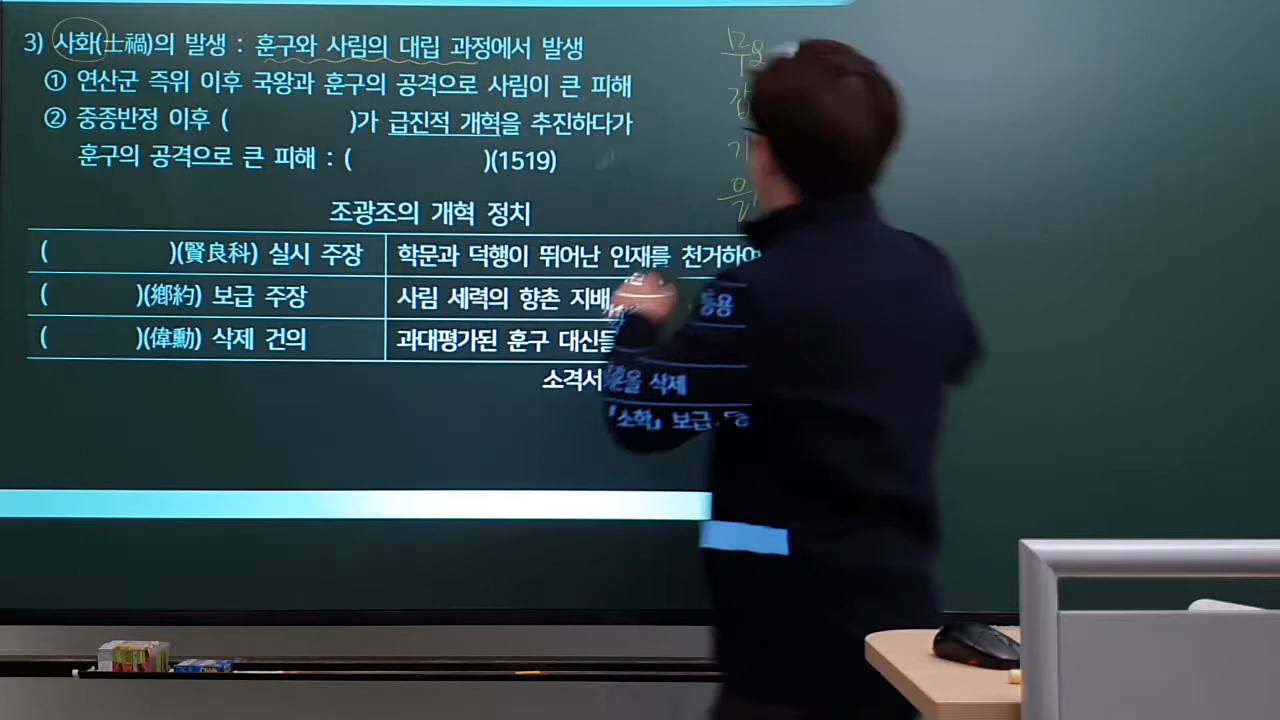 3) 사화(士禍)의 발생 : 훈구와 사림의 대립 과정에서 발생
① 연산군 즉위 이후 국왕과 훈구의 공격으로 사림이 큰 피해
② 중종반정 이후 ( )가 급진적 개혁을 추진하다가
훈구의 공격으로 큰 피해 : ( )(1519)
무오
갑
기
을
조광조의 개혁 정치
( )(賢良科) 실시 주장 학문과 덕행이 뛰어난 인재를 천거하여
등용
( )(鄕約) 보급 주장 사림 세력의 향촌 지배
( )(偉勳) 삭제 건의 과대평가된 훈구 대신들
삭제
소격서
『소학』 보급,